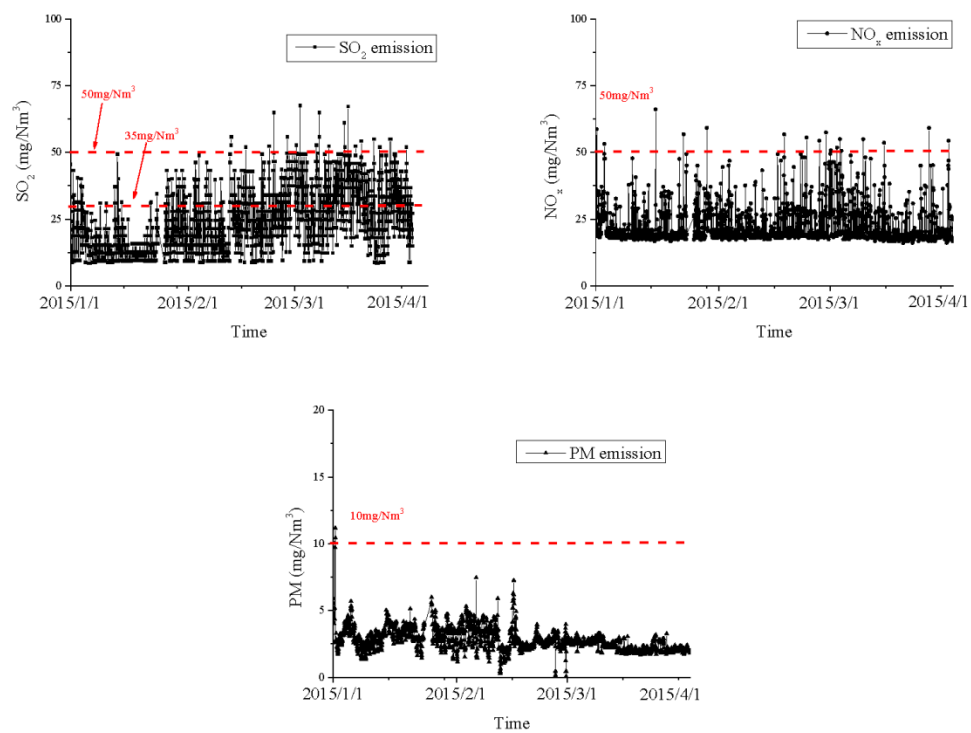 100
75
50
25
0
SO₂ (mg/Nm³)
SO₂ emission
50mg/Nm³
35mg/Nm³
2015/1/1
2015/2/1
2015/3/1
2015/4/1
Time
100
75
50
25
0
NOₓ (mg/Nm³)
NOₓ emission
50mg/Nm³
2015/1/1
2015/2/1
2015/3/1
2015/4/1
Time
20
15
10
5
0
PM (mg/Nm³)
PM emission
10mg/Nm³
2015/1/1
2015/2/1
2015/3/1
2015/4/1
Time